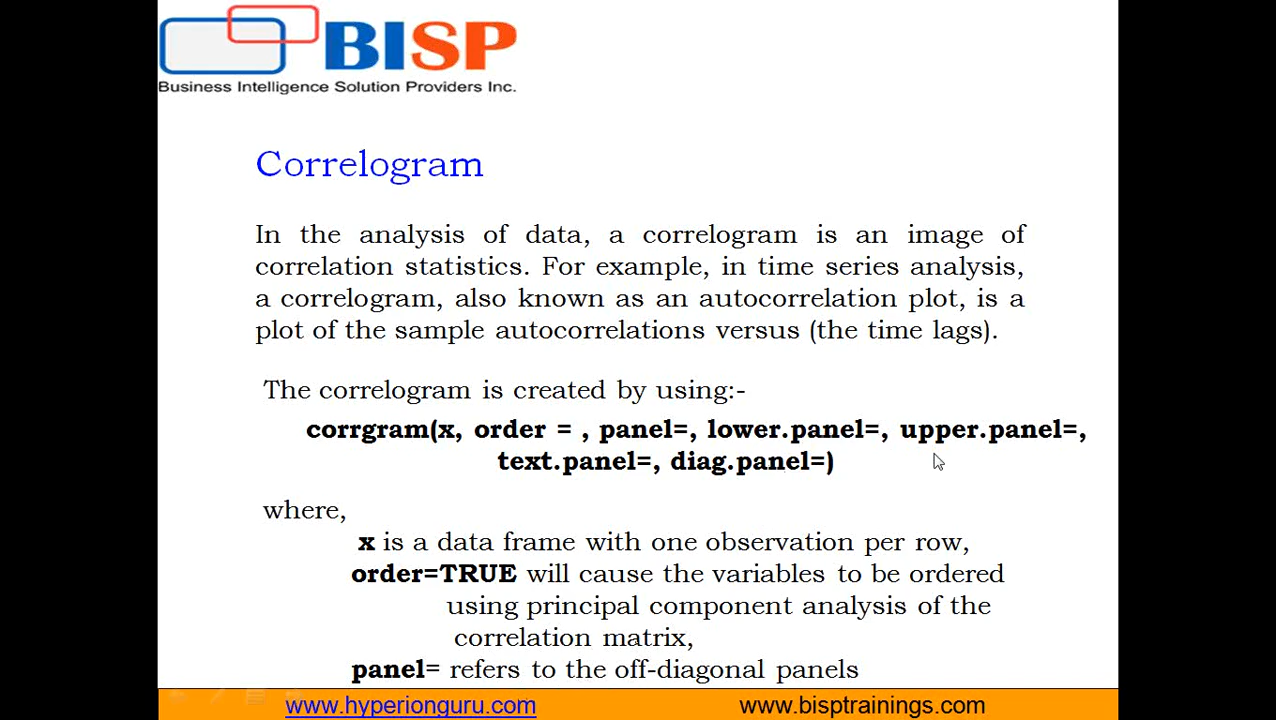 BISP
Business Intelligence Solution Providers Inc.
Correlogram
In the analysis of data, a correlogram is an image of
correlation statistics. For example, in time series analysis,
a correlogram, also known as an autocorrelation plot, is a
plot of the sample autocorrelations versus (the time lags).
The correlogram is created by using:-
corrgram(x, order = , panel=, lower.panel=, upper.panel=,
text.panel=, diag.panel=)
where,
x is a data frame with one observation per row,
order=TRUE will cause the variables to be ordered
using principal component analysis of the
correlation matrix,
panel= refers to the off-diagonal panels
www.hyperionguru.com www.bisptrainings.com